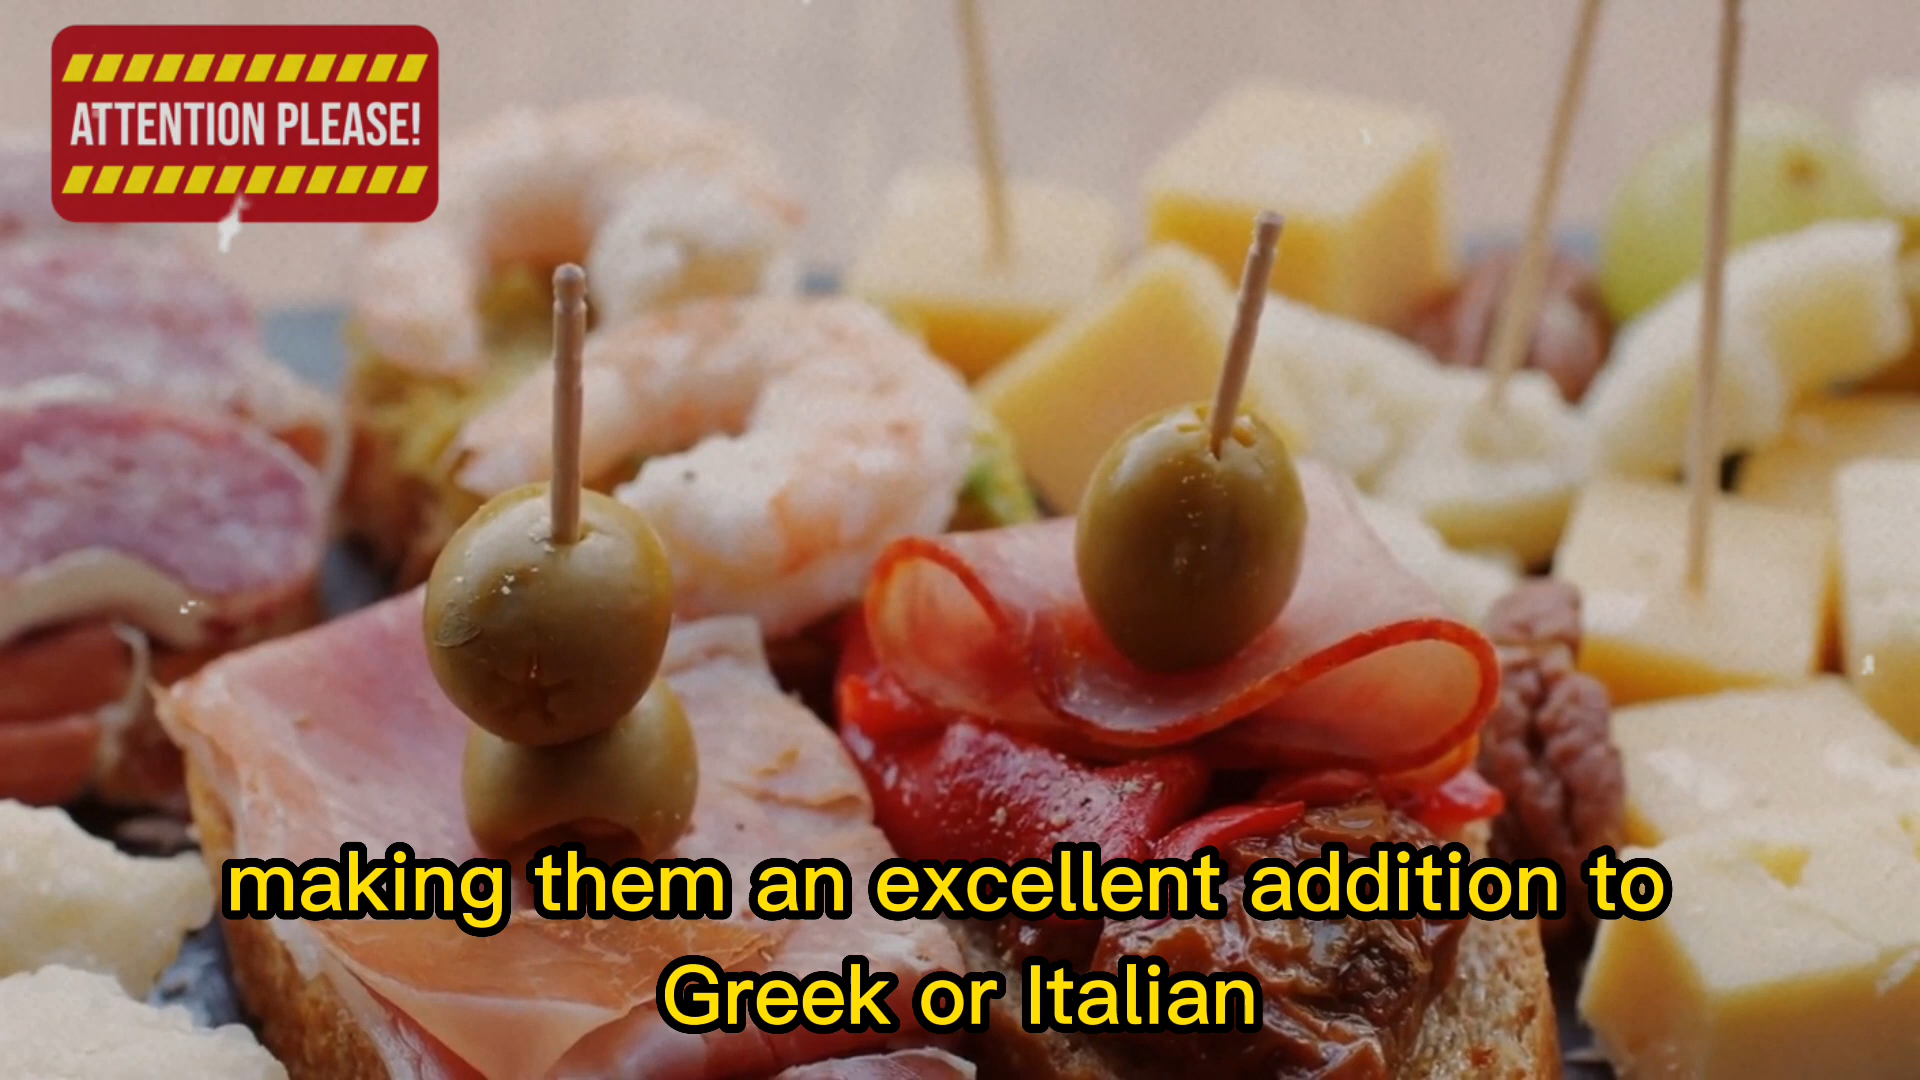 ATTENTION PLEASE!
making them an excellent addition to
Greek or Italian